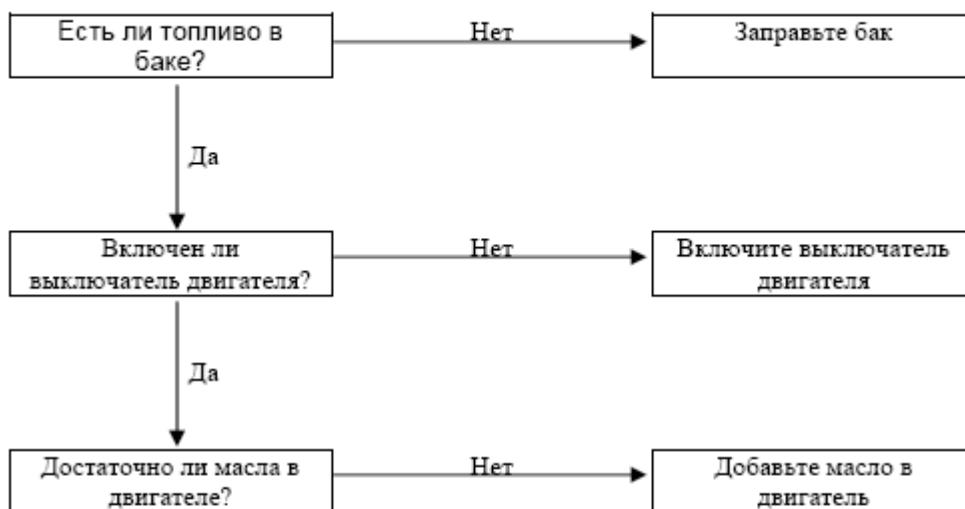 Есть ли топливо в
баке?
Нет
Заправьте бак
Да
Включен ли
выключатель двигателя?
Нет
Включите выключатель
двигателя
Да
Достаточно ли масла в
двигателе?
Нет
Добавьте масло в
двигатель